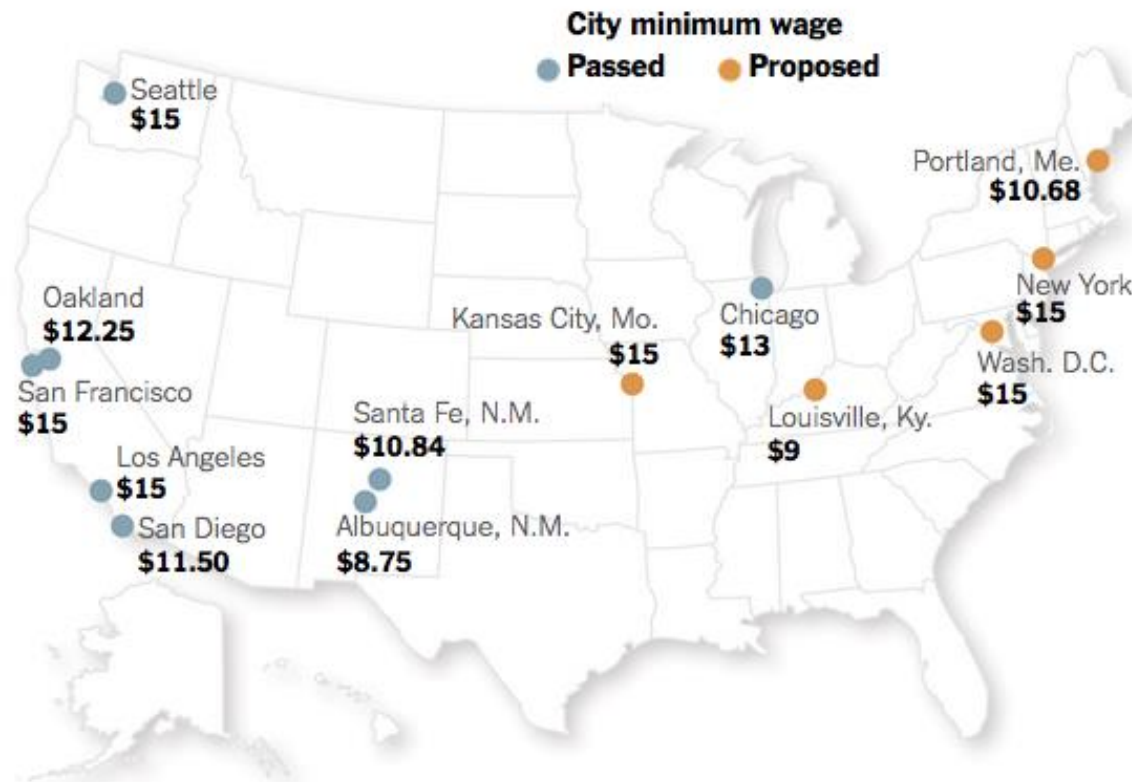 City minimum wage
Passed Proposed
Seattle
$15
Portland, Me.
$10.68
New York
$15
Wash. D.C.
$15
Chicago
$13
Kansas City, Mo.
$15
Louisville, Ky.
$9
Oakland
$12.25
San Francisco
$15
Santa Fe, N.M.
$10.84
Los Angeles
$15
San Diego
$11.50
Albuquerque, N.M.
$8.75